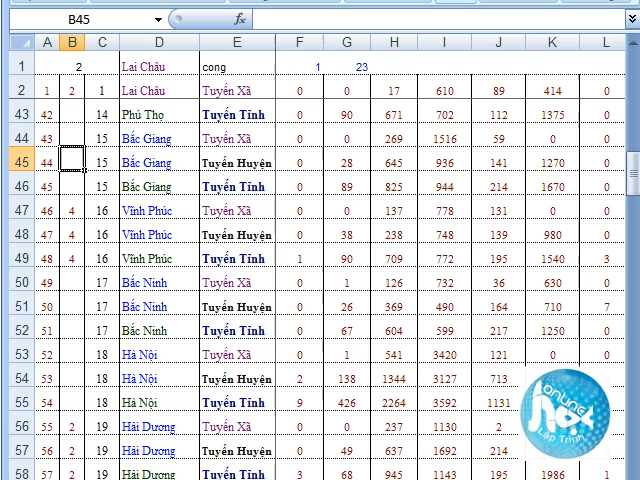 B45 fx
A B C D E F G H I J K L
1 2 Lai Châu cong 1 23
2 1 2 1 Lai Châu Tuyến Xã 0 0 17 610 89 414 0
43 42 14 Phú Thọ Tuyến Tỉnh 0 90 671 702 112 1375 0
44 43 15 Bắc Giang Tuyến Xã 0 0 269 1516 59 0 0
45 44 15 Bắc Giang Tuyến Huyện 0 28 645 936 141 1270 0
46 45 15 Bắc Giang Tuyến Tỉnh 0 89 825 944 214 1670 0
47 46 4 16 Vĩnh Phúc Tuyến Xã 0 0 137 778 131 0 0
48 47 4 16 Vĩnh Phúc Tuyến Huyện 0 38 238 748 139 980 0
49 48 4 16 Vĩnh Phúc Tuyến Tỉnh 1 90 709 772 195 1540 3
50 49 17 Bắc Ninh Tuyến Xã 0 1 126 732 36 630 0
51 50 17 Bắc Ninh Tuyến Huyện 0 26 369 490 164 710 7
52 51 17 Bắc Ninh Tuyến Tỉnh 0 67 604 599 217 1250 0
53 52 18 Hà Nội Tuyến Xã 0 1 541 3420 121 0 0
54 53 18 Hà Nội Tuyến Huyện 2 138 1344 3127 713
55 54 18 Hà Nội Tuyến Tỉnh 9 426 2264 3592 1131
56 55 2 19 Hải Dương Tuyến Xã 0 0 237 1130 2
57 56 2 19 Hải Dương Tuyến Huyện 0 49 637 1692 214
58 57 2 19 Hải Dương Tuyến Tỉnh 3 68 945 1143 195 1986 1
ONLINE
Lập Trình